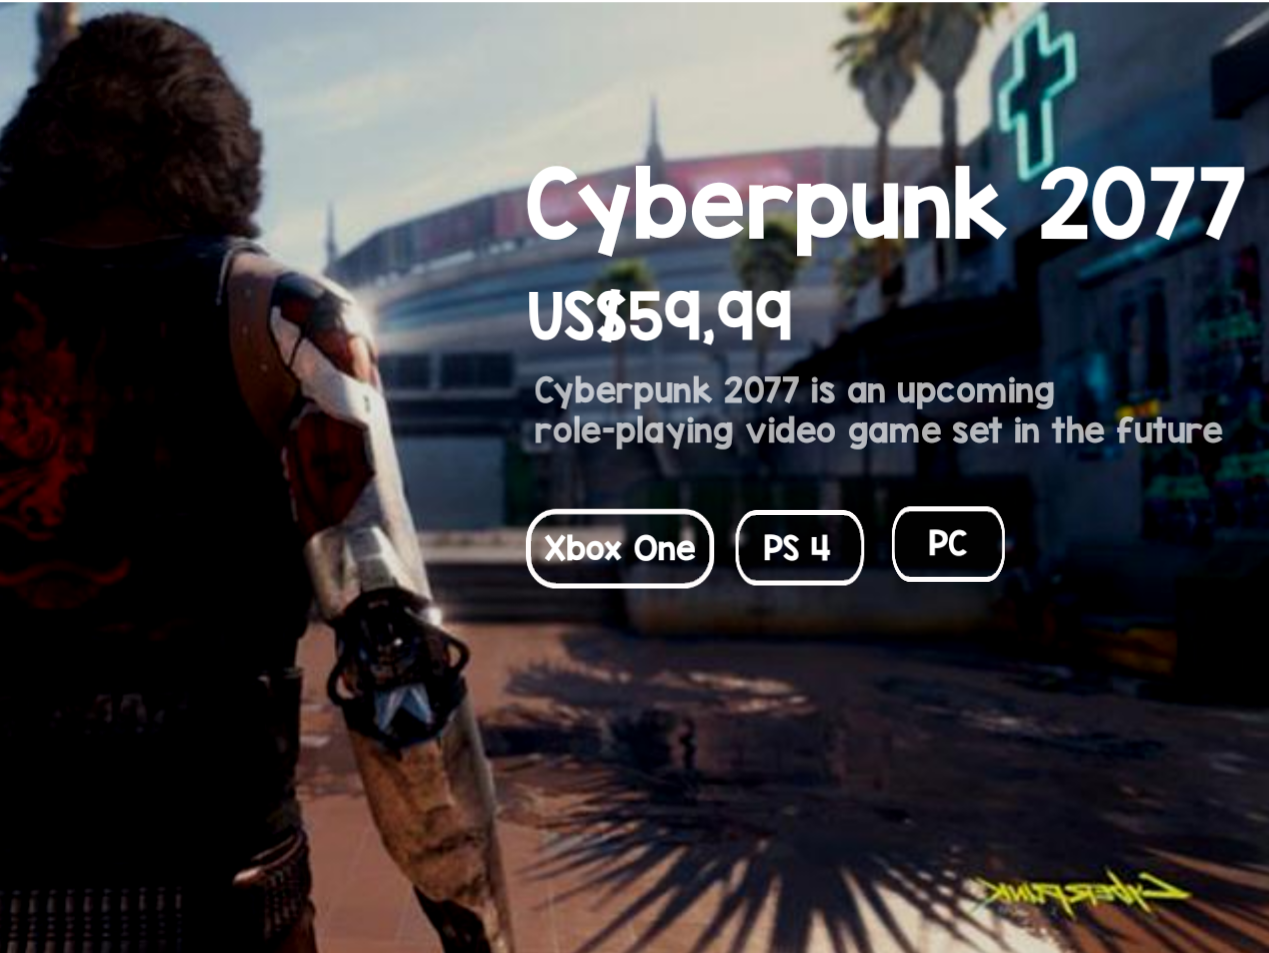 Cyberpunk 2077
US$59,99
Cyberpunk 2077 is an upcoming
role-playing video game set in the future
Xbox One
PS 4
PC
Cyberpunk